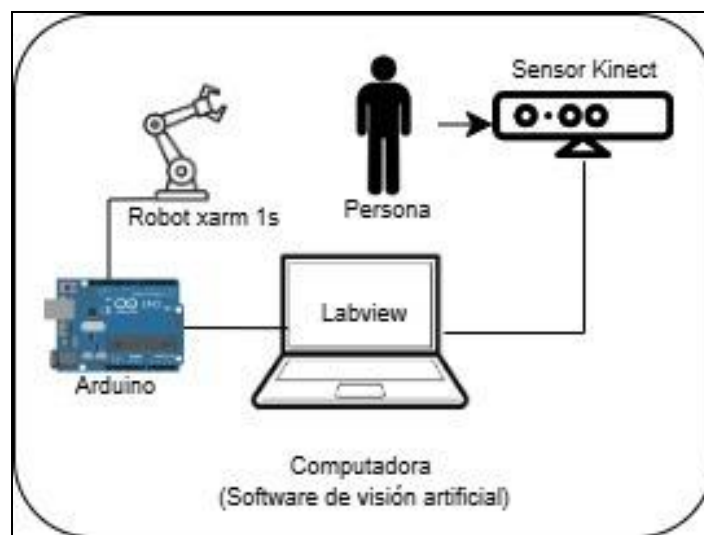 Sensor Kinect
Robot xarm 1s
Persona
Labview
Arduino
Computadora
(Software de visión artificial)